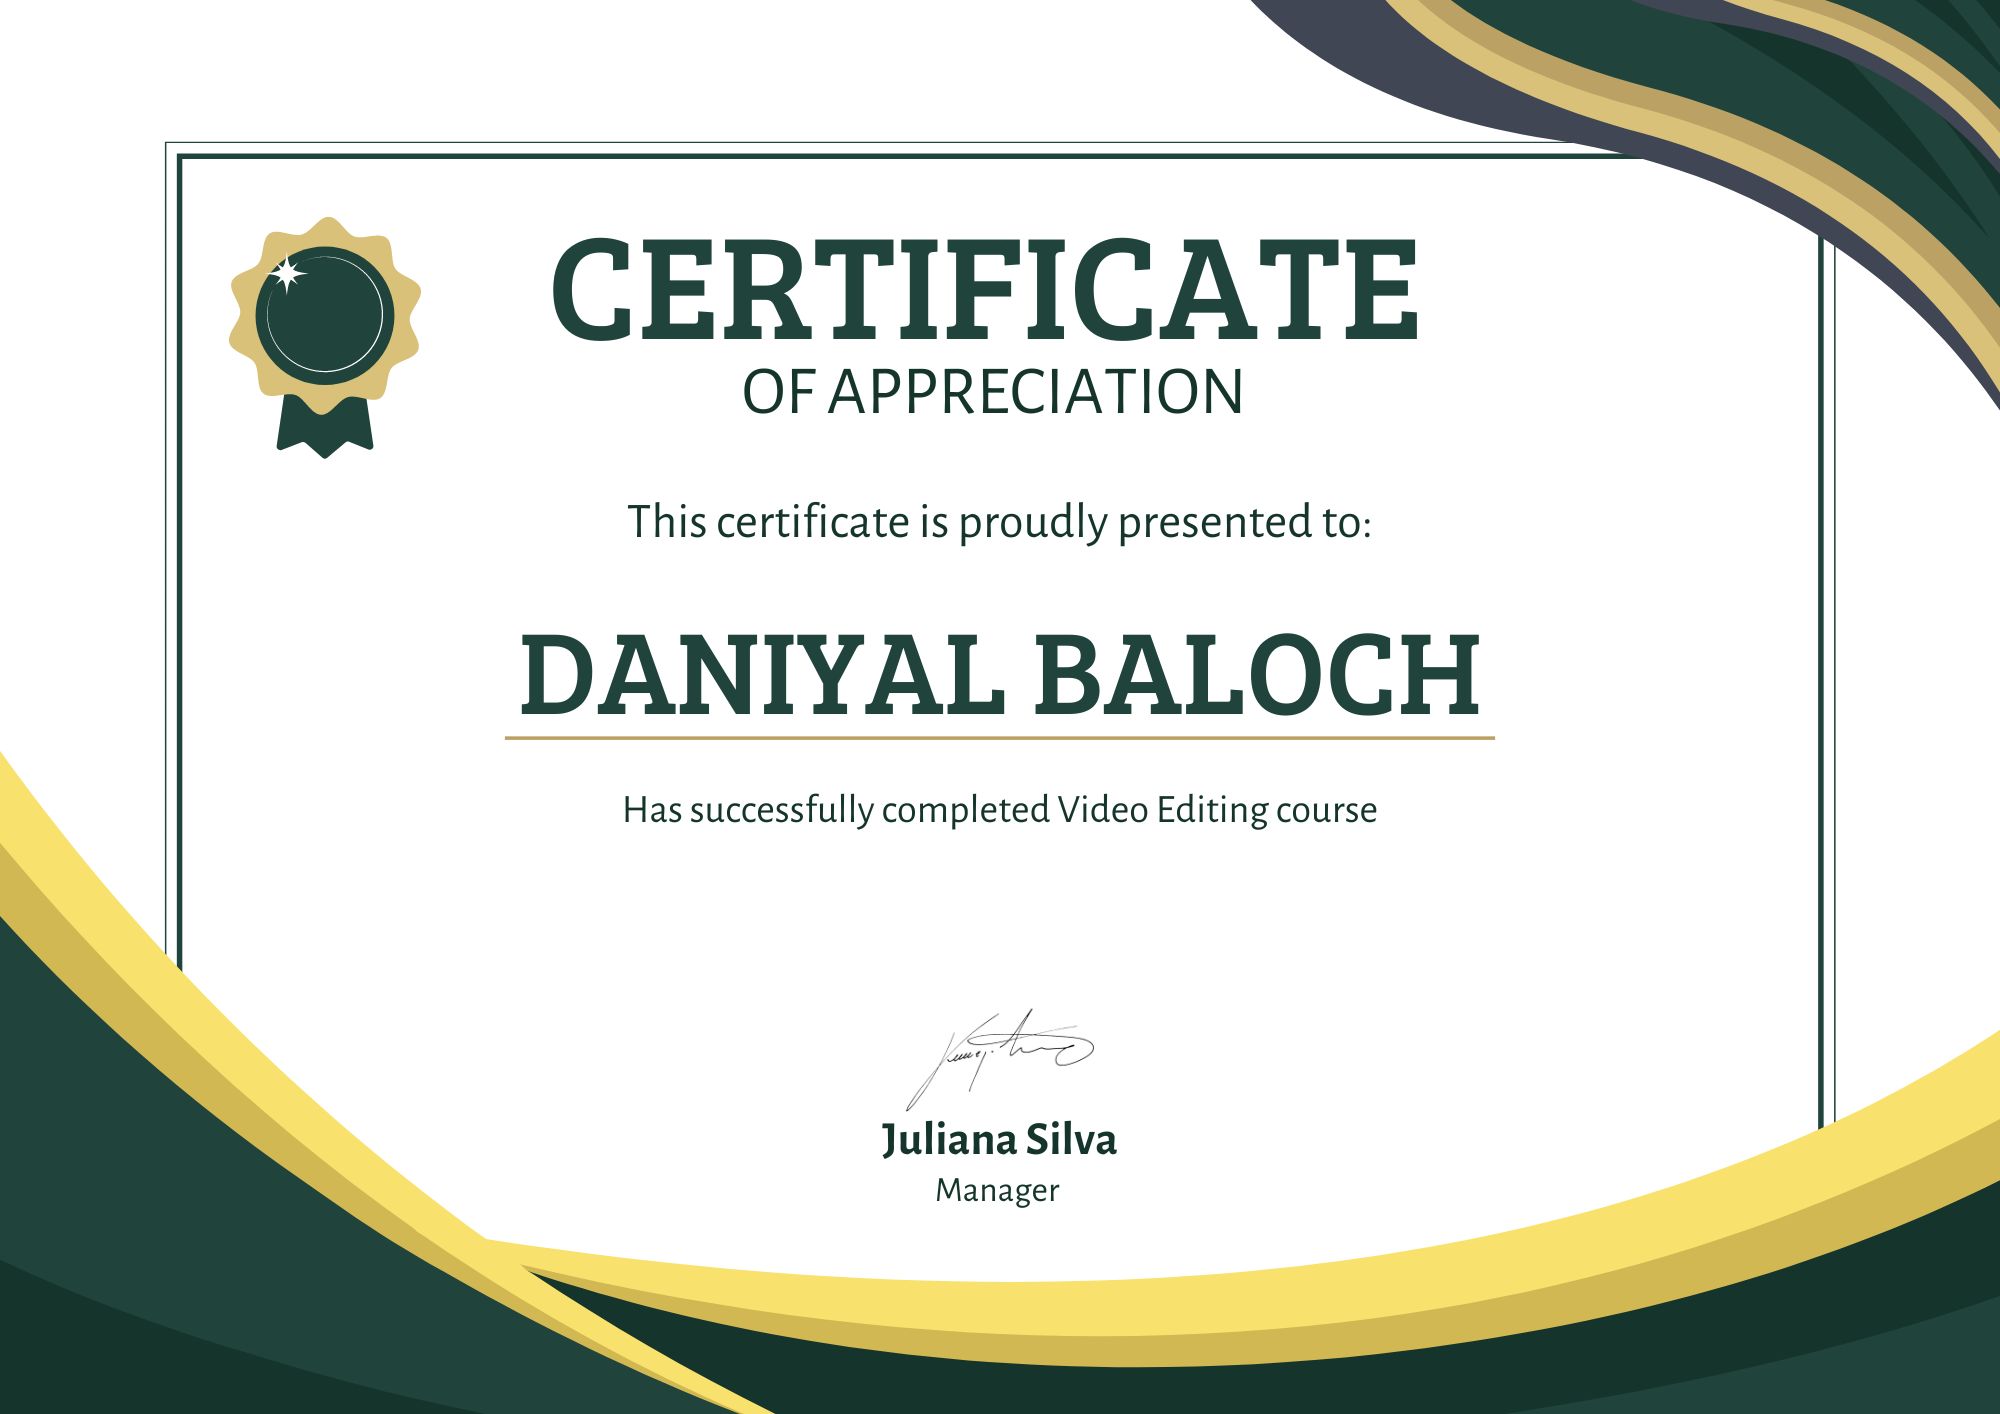 CERTIFICATE
OF APPRECIATION
This certificate is proudly presented to:
DANIYAL BALOCH
Has successfully completed Video Editing course
Juliana Silva
Manager